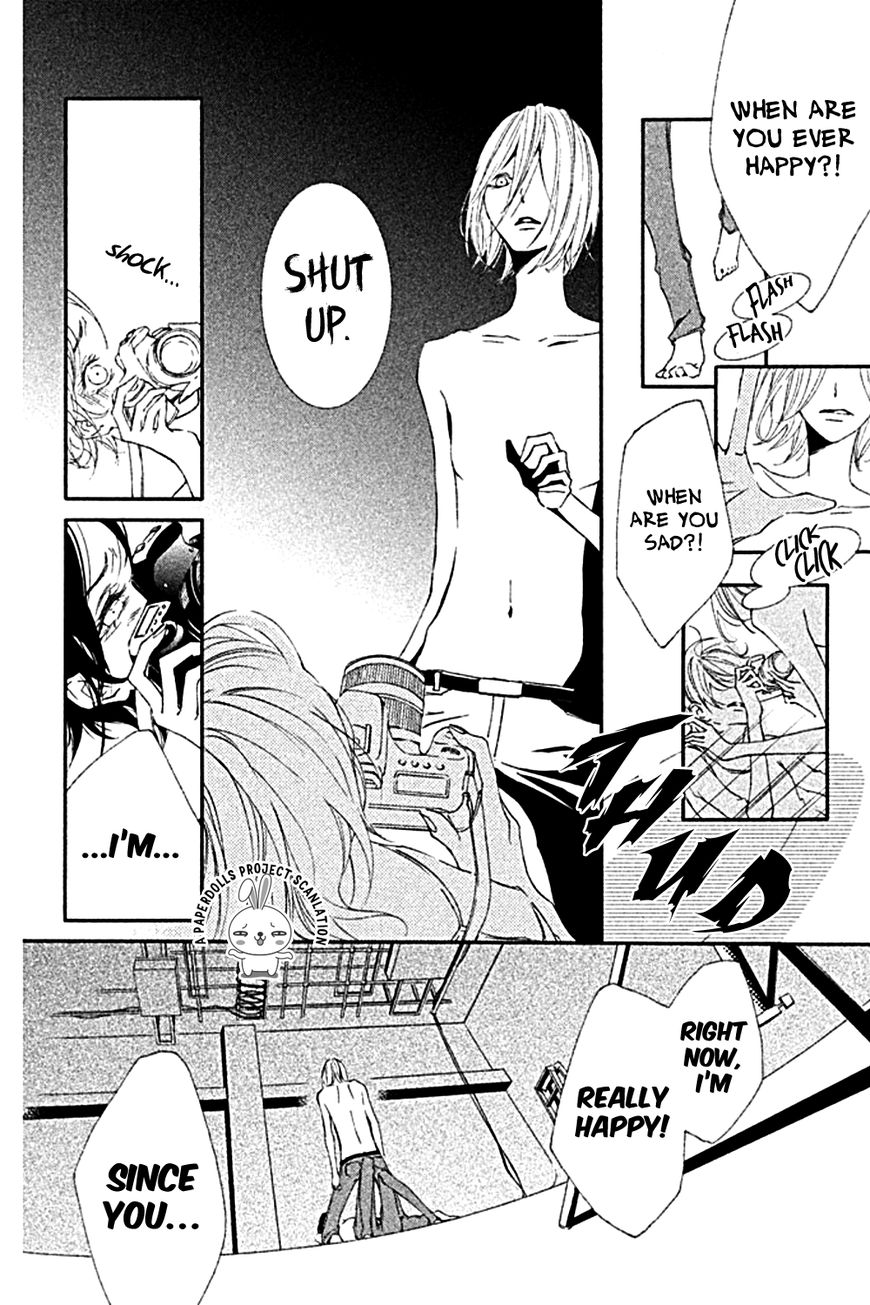 WHEN ARE
YOU EVER
HAPPY?!
FLASH
FLASH
WHEN
ARE YOU
SAD?!
CLICK
CLICK
THUD
SHUT
UP.
shock...
...I'M...
A PAPERDOLLS PROJECT SCANLATION
RIGHT
NOW,
I'M
REALLY
HAPPY!
SINCE
YOU...